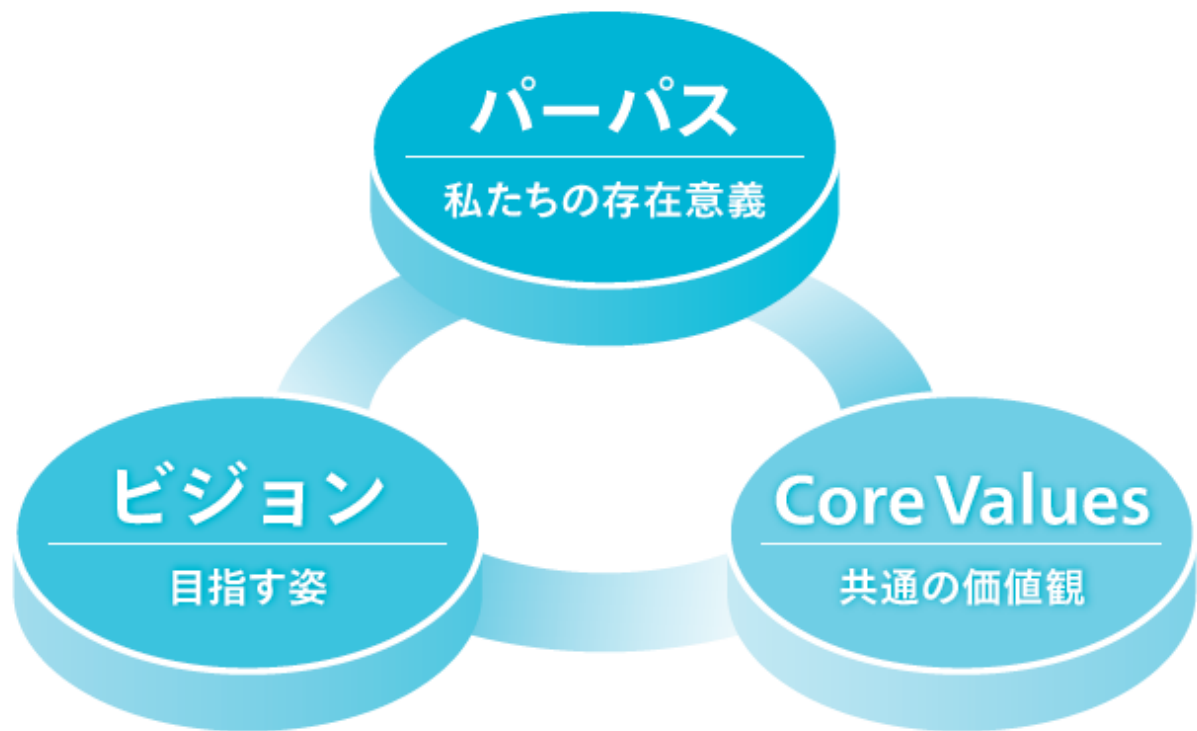 パーパス
私たちの存在意義
ビジョン
目指す姿
Core Values
共通の価値観